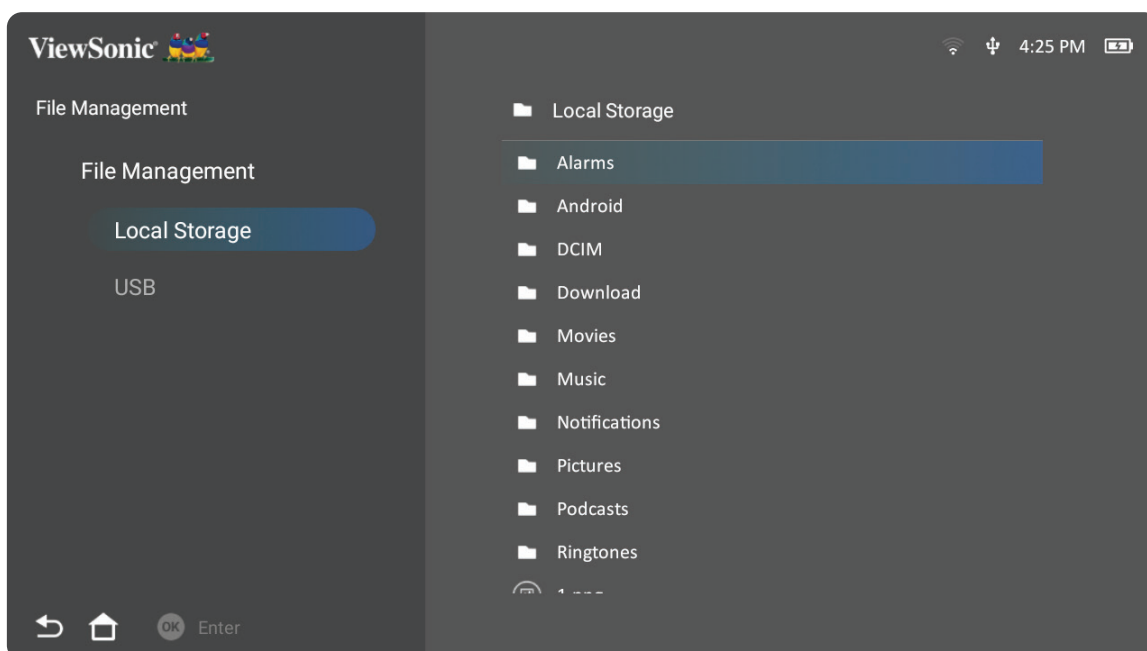 ViewSonic
4:25 PM
File Management
File Management
Local Storage
USB
Local Storage
Alarms
Android
DCIM
Download
Movies
Music
Notifications
Pictures
Podcasts
Ringtones
OK Enter